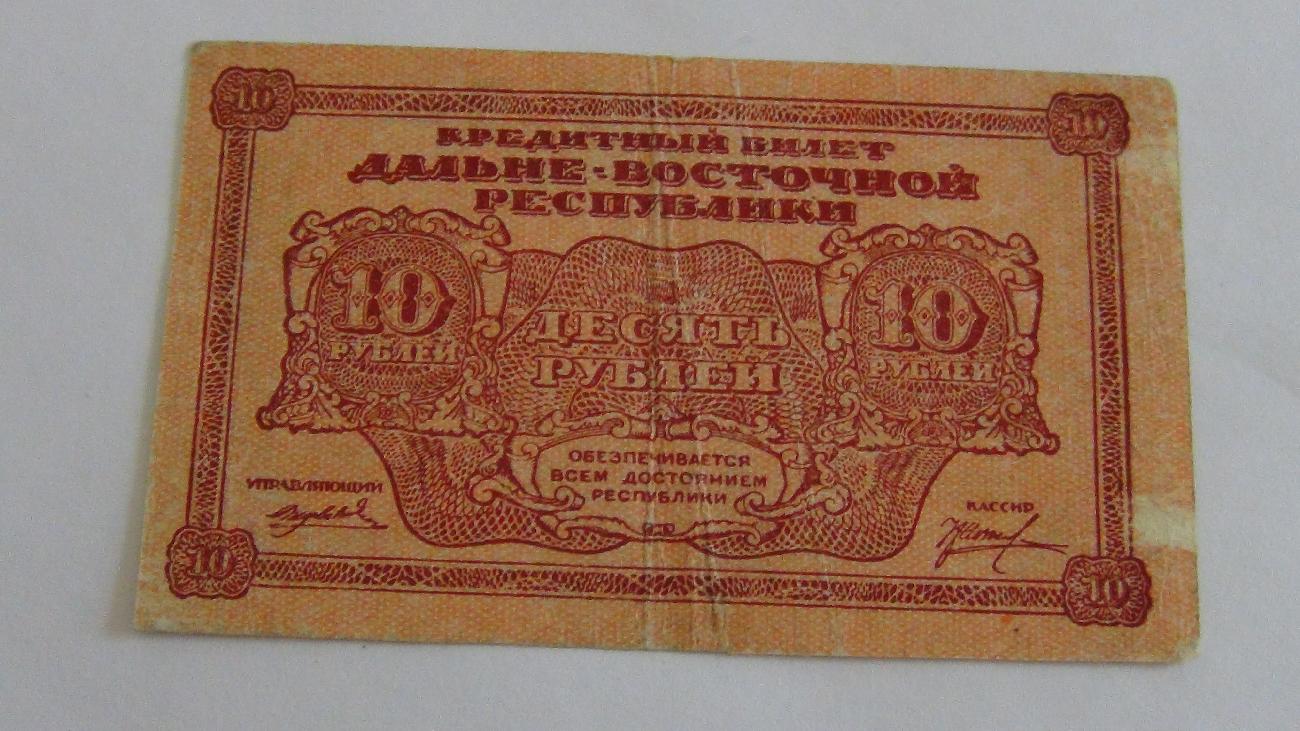 10 10
КРЕДИТНЫЙ БИЛЕТ
ДАЛЬНЕ-ВОСТОЧНОЙ
РЕСПУБЛИКИ
10
РУБЛЕЙ
ДЕСЯТЬ
РУБЛЕЙ
10
РУБЛЕЙ
ОБЕЗПЕЧИВАЕТСЯ
ВСЕМ ДОСТОЯНИЕМ
РЕСПУБЛИКИ
УПРАВЛЯЮЩИЙ
КАССИР
10 10